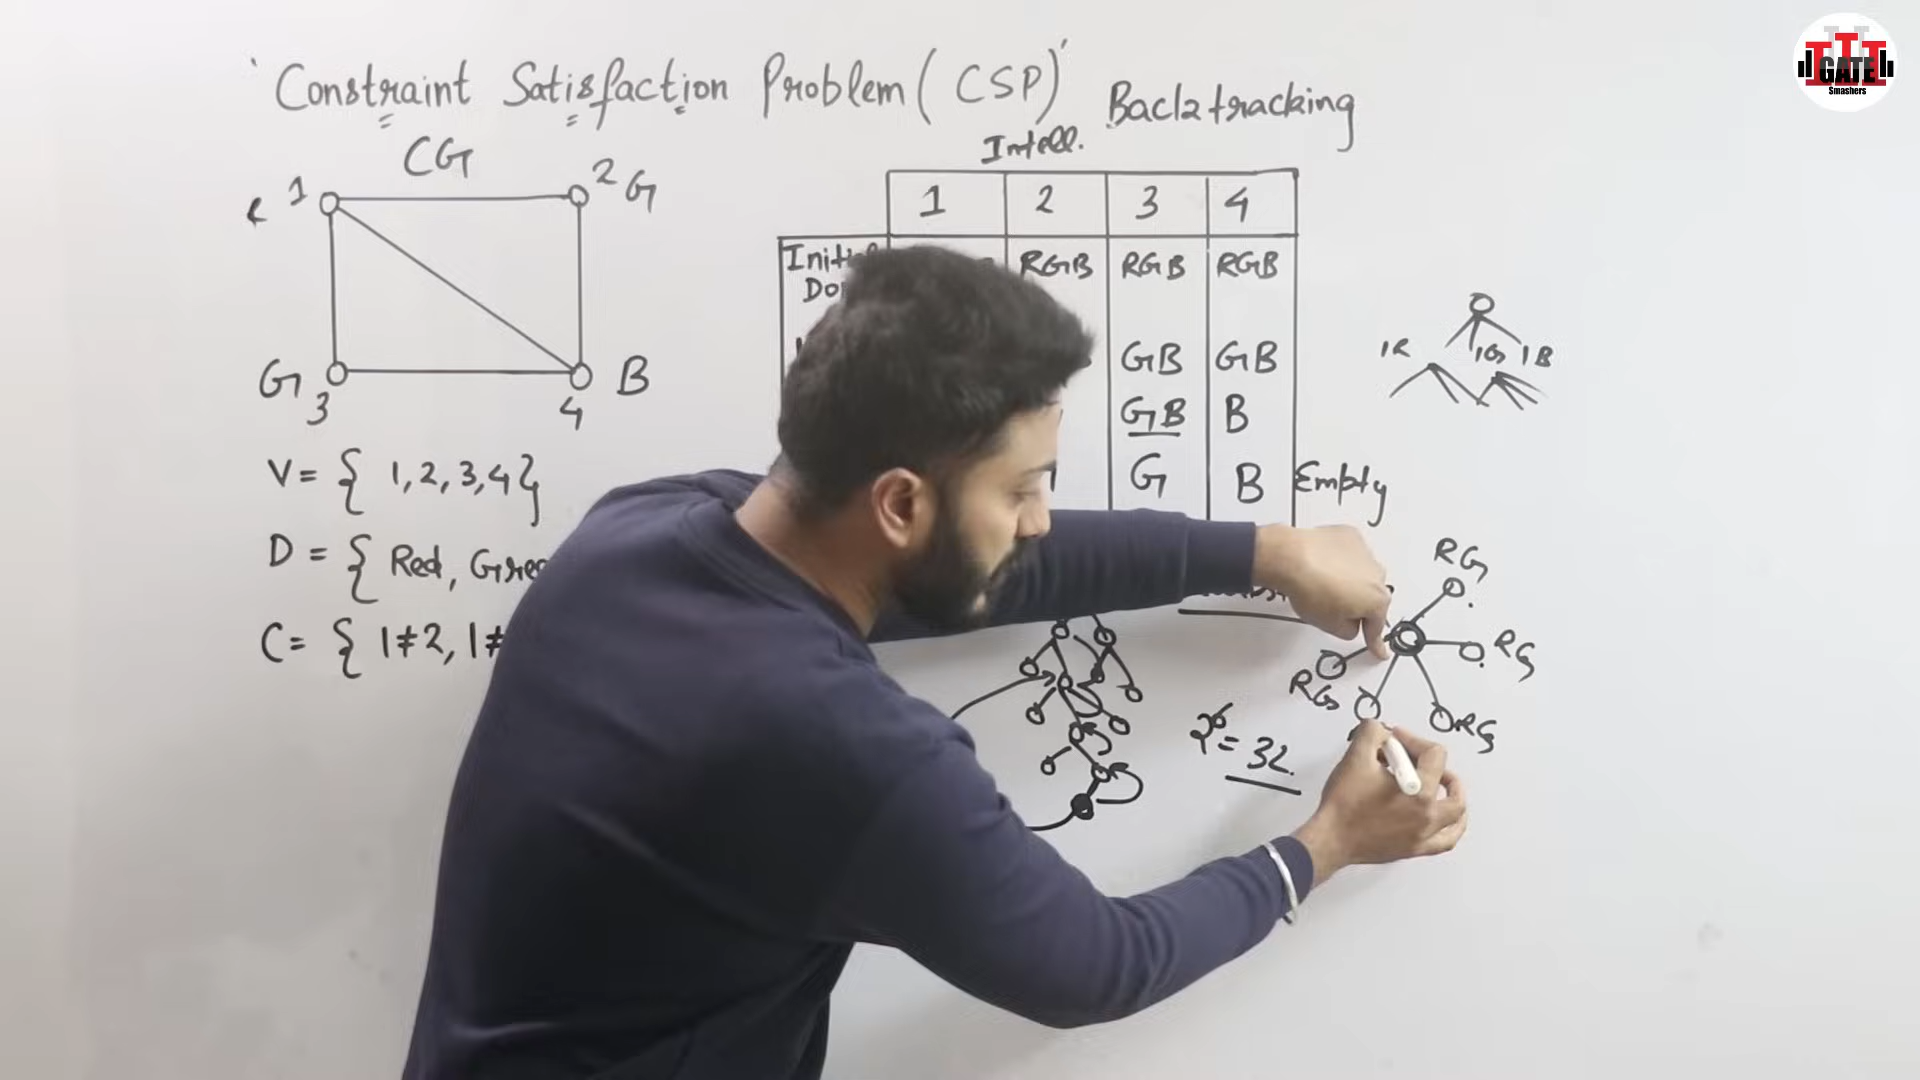 'Constraint Satisfaction Problem (CSP)'
Backtracking
Intell.
CG
1
2 G
G
3
4
B
V = { 1, 2, 3, 4 }
D = { Red, Gree
C = { 1≠2, 1≠
1 2 3 4
Initi
Do
RGB RGB RGB
GB GB
GB B
G B Empty
1R 1G 1B
RG
RG
RG
RG
= 32.
GATE
Smashers